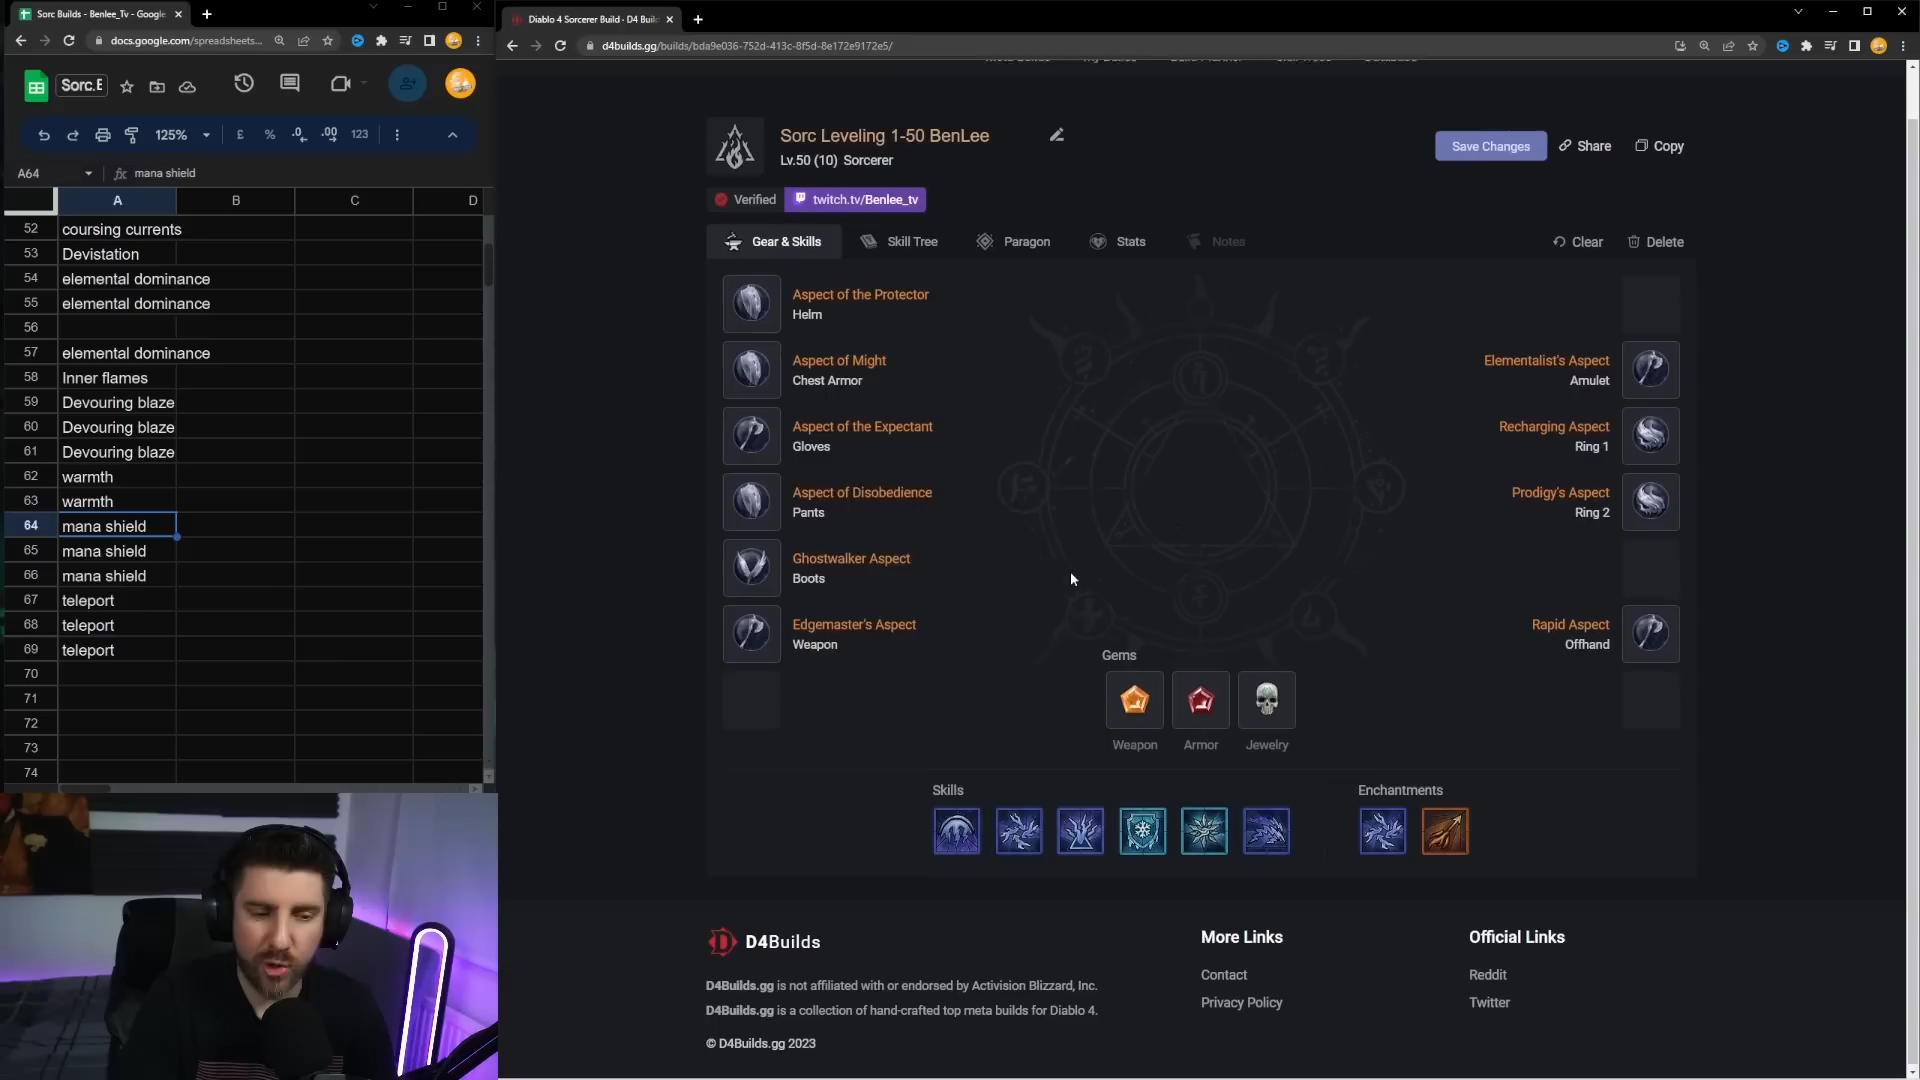 Sorc Builds - Benlee_Tv - Google
docs.google.com/spreadsheets...
Sorc.E
125%
£
%
.0
.00
123
A64
fx
mana shield
A
B
C
D
52 coursing currents
53 Devistation
54 elemental dominance
55 elemental dominance
56
57 elemental dominance
58 Inner flames
59 Devouring blaze
60 Devouring blaze
61 Devouring blaze
62 warmth
63 warmth
64 mana shield
65 mana shield
66 mana shield
67 teleport
68 teleport
69 teleport
70
71
72
73
74
Diablo 4 Sorcerer Build - D4 Buil
d4builds.gg/builds/bda9e036-752d-413c-8f5d-8e172e9172e5/
Sorc Leveling 1-50 BenLee
Lv.50 (10) Sorcerer
Save Changes
Share
Copy
Verified
twitch.tv/Benlee_tv
Gear & Skills
Skill Tree
Paragon
Stats
Notes
Clear
Delete
Aspect of the Protector
Helm
Aspect of Might
Chest Armor
Elementalist's Aspect
Amulet
Aspect of the Expectant
Gloves
Recharging Aspect
Ring 1
Aspect of Disobedience
Pants
Prodigy's Aspect
Ring 2
Ghostwalker Aspect
Boots
Edgemaster's Aspect
Weapon
Rapid Aspect
Offhand
Gems
Weapon
Armor
Jewelry
Skills
Enchantments
D4Builds
D4Builds.gg is not affiliated with or endorsed by Activision Blizzard, Inc.
D4Builds.gg is a collection of hand-crafted top meta builds for Diablo 4.
© D4Builds.gg 2023
More Links
Contact
Privacy Policy
Official Links
Reddit
Twitter